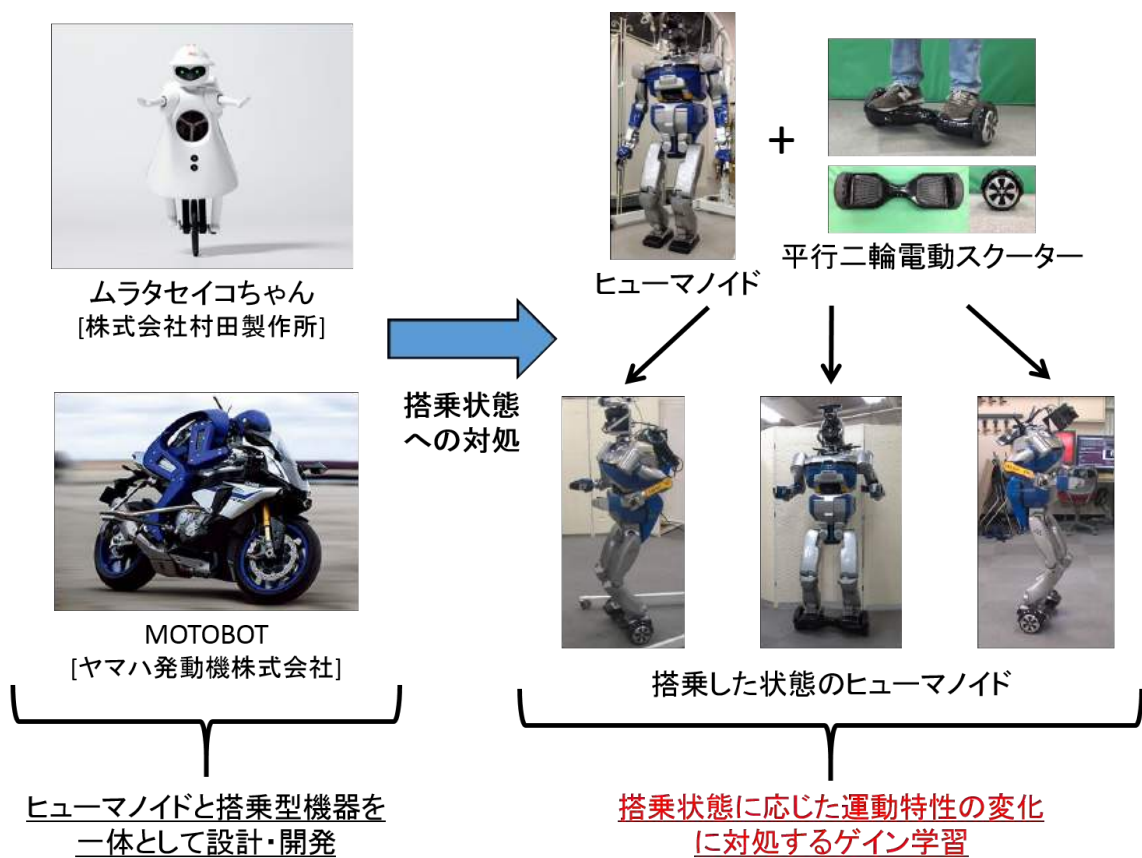 ムラタセイコちゃん
[株式会社村田製作所]
MOTOBOT
[ヤマハ発動機株式会社]
ヒューマノイドと搭乗型機器を
一体として設計・開発
搭乗状態
への対処
+
ヒューマノイド
平行二輪電動スクーター
搭乗した状態のヒューマノイド
搭乗状態に応じた運動特性の変化
に対処するゲイン学習